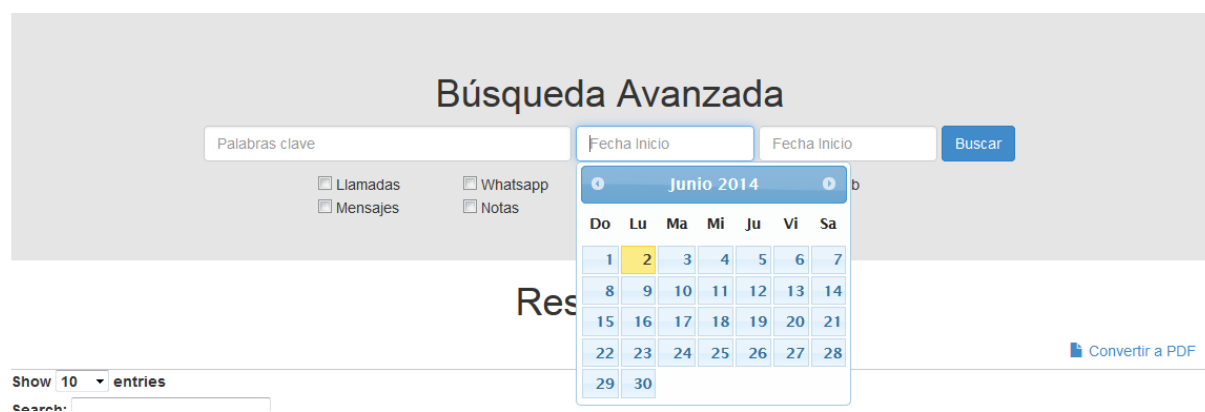 Búsqueda Avanzada
Palabras clave Fecha Inicio Fecha Inicio Buscar
Llamadas Whatsapp b
Mensajes Notas
Junio 2014
Do Lu Ma Mi Ju Vi Sa
1 2 3 4 5 6 7
8 9 10 11 12 13 14
15 16 17 18 19 20 21
22 23 24 25 26 27 28
29 30
Res
Convertir a PDF
Show 10 entries
Search: